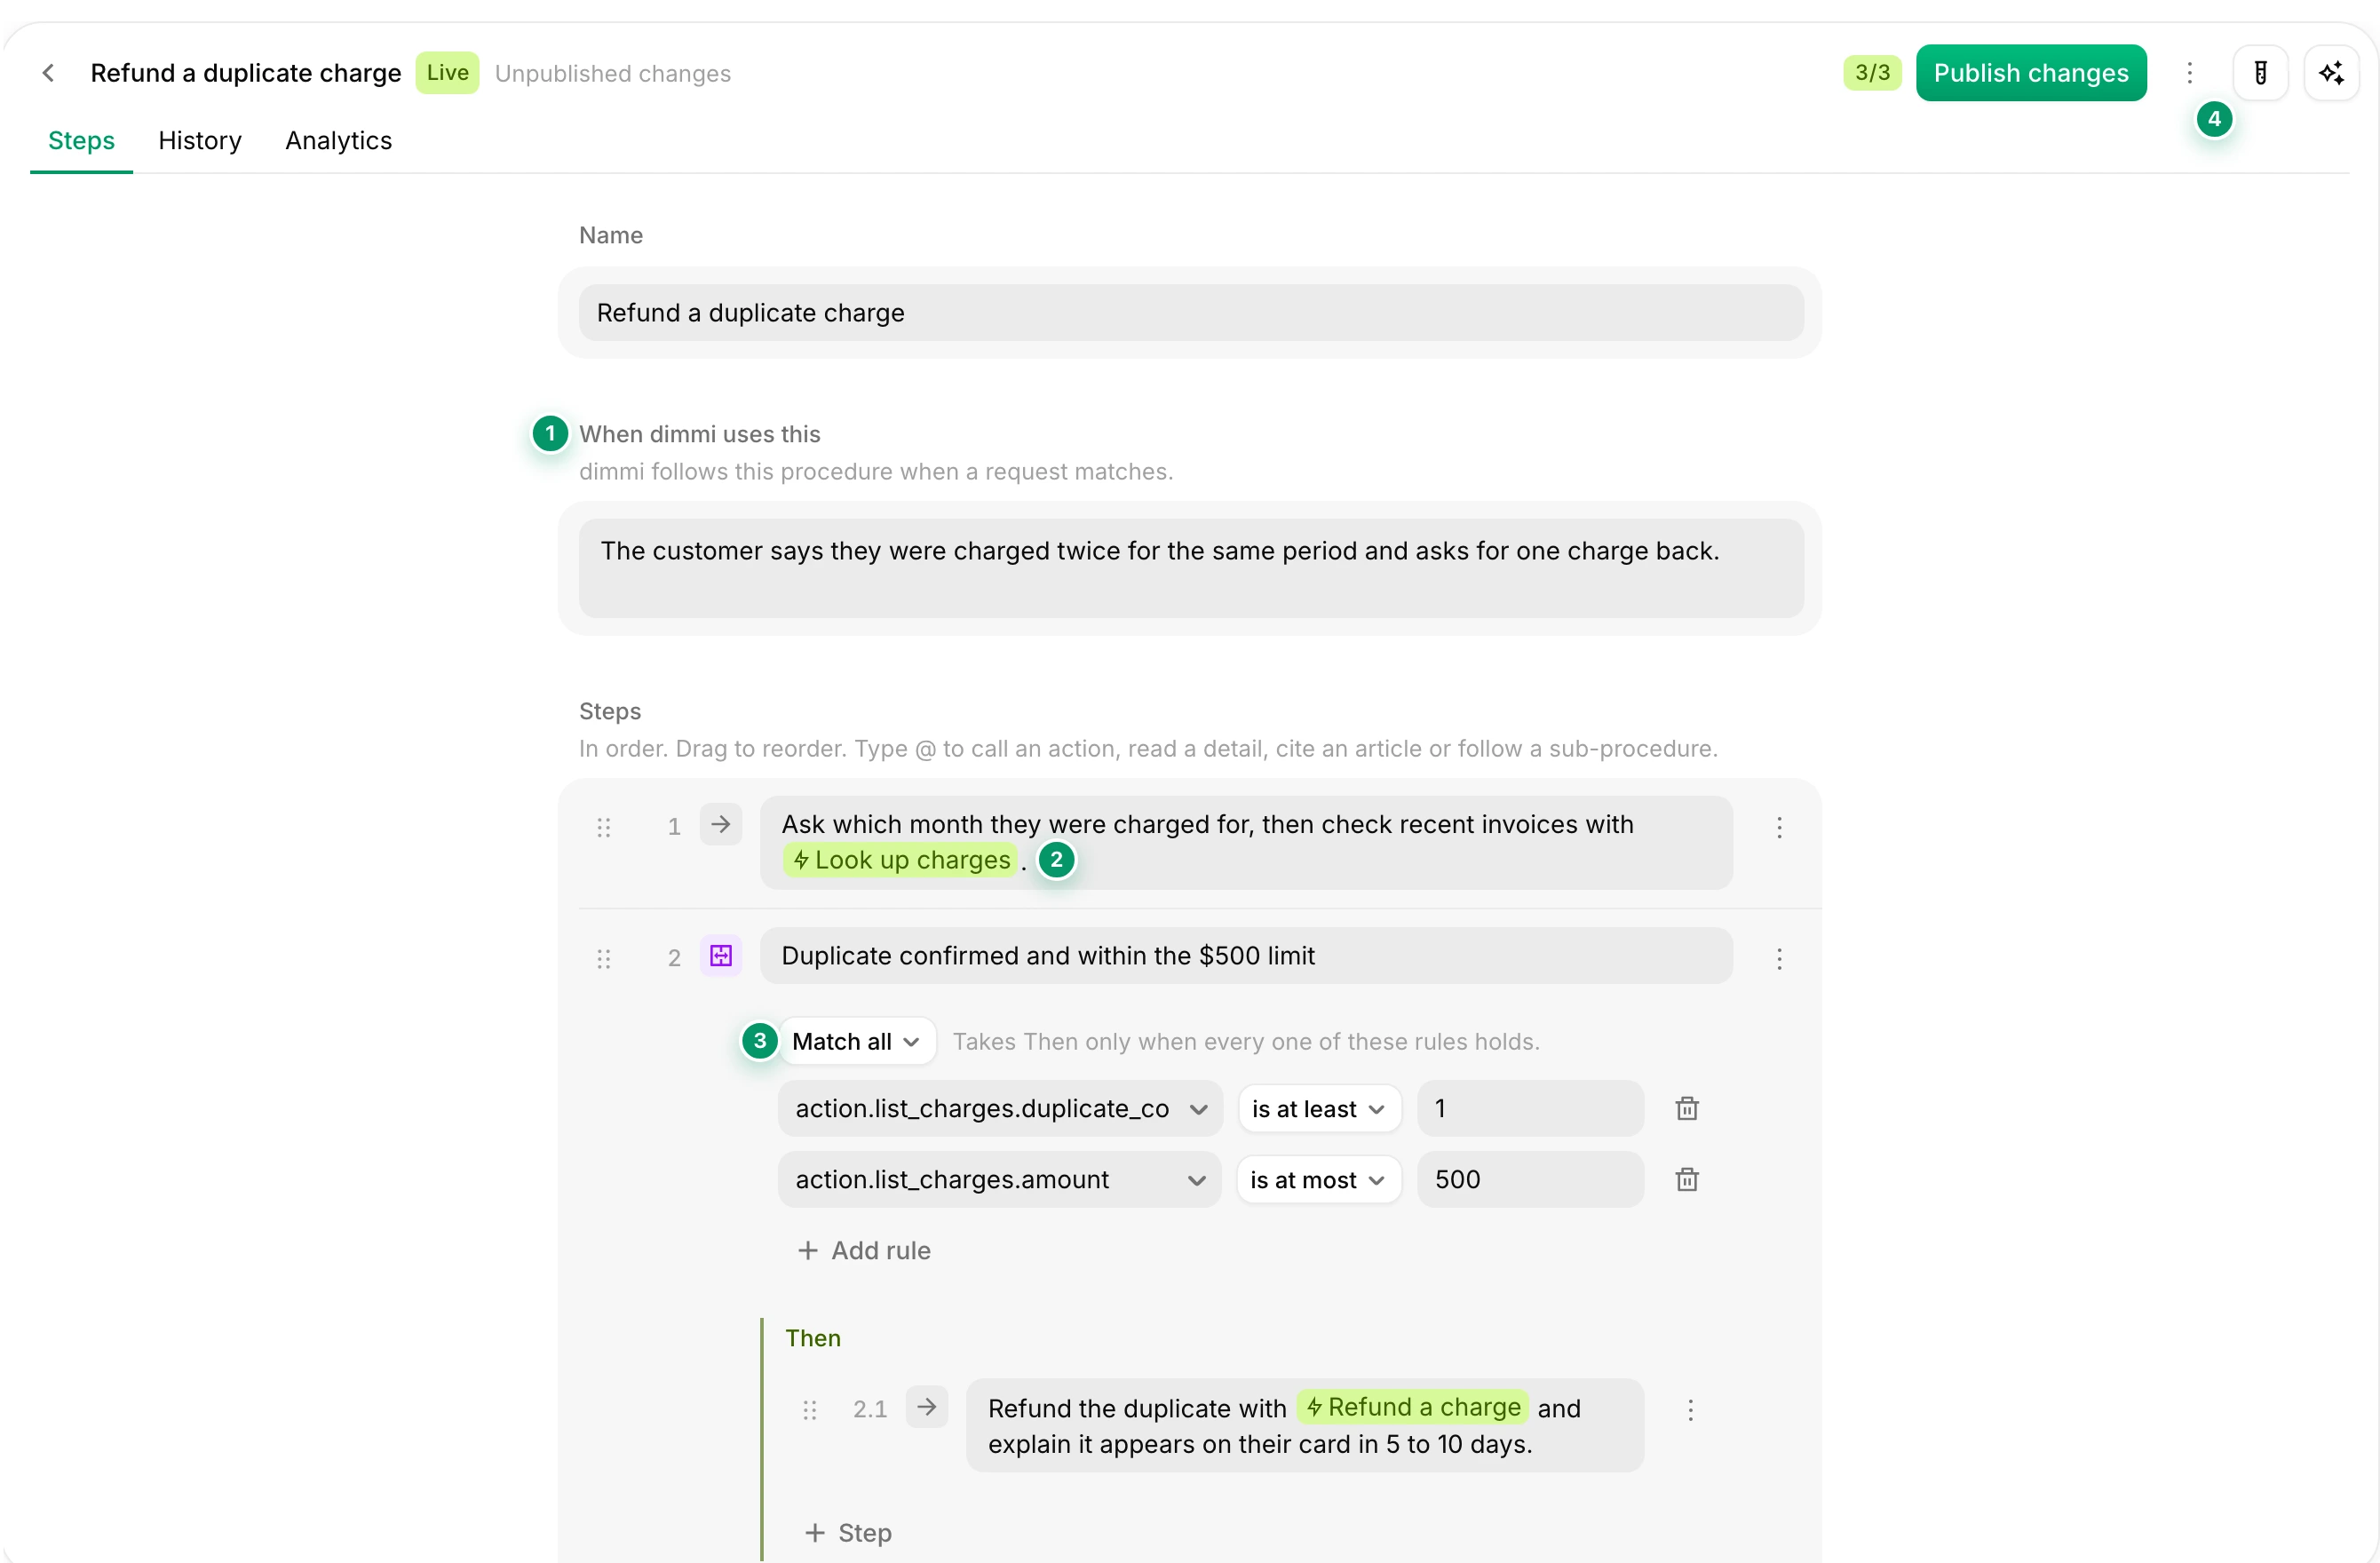 Refund a duplicate charge Live Unpublished changes 3/3 Publish changes
4
Steps History Analytics
Name
Refund a duplicate charge
1 When dimmi uses this
dimmi follows this procedure when a request matches.
The customer says they were charged twice for the same period and asks for one charge back.
Steps
In order. Drag to reorder. Type @ to call an action, read a detail, cite an article or follow a sub-procedure.
1 Ask which month they were charged for, then check recent invoices with
Look up charges . 2
2 Duplicate confirmed and within the $500 limit
3 Match all Takes Then only when every one of these rules holds.
action.list_charges.duplicate_co is at least 1
action.list_charges.amount is at most 500
+ Add rule
Then
2.1 Refund the duplicate with Refund a charge and
explain it appears on their card in 5 to 10 days.
+ Step